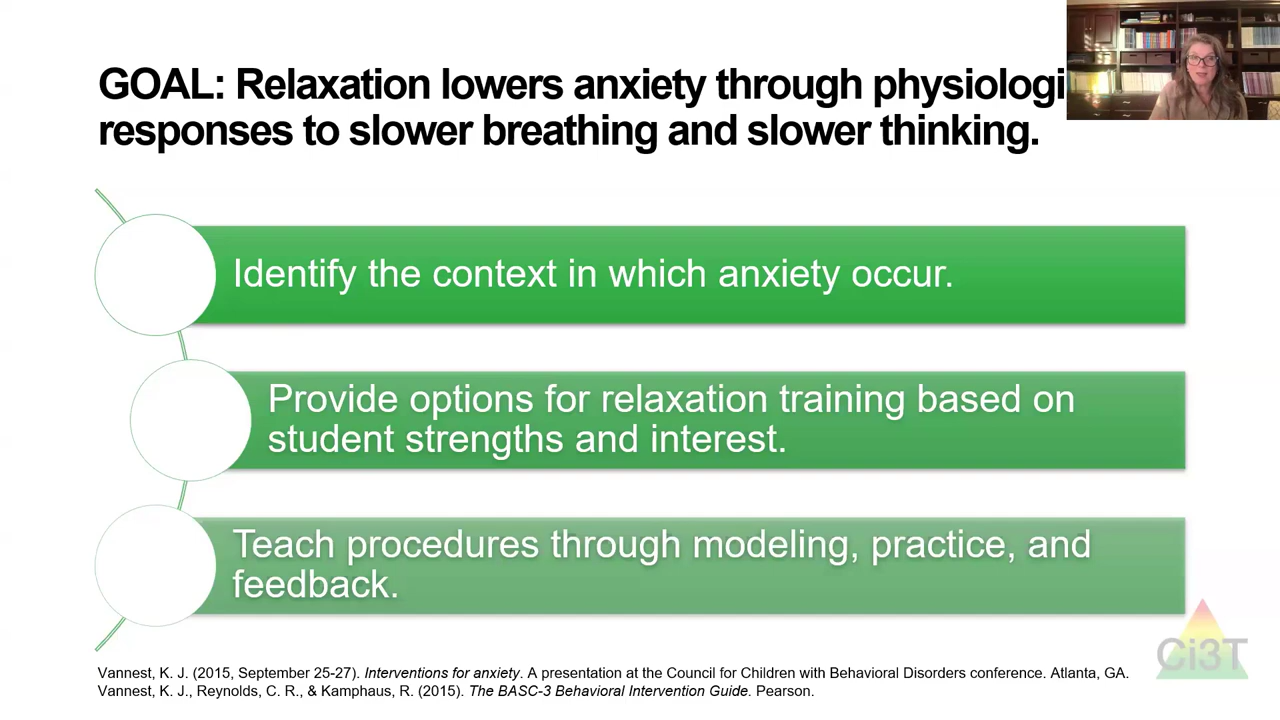 GOAL: Relaxation lowers anxiety through physiologi
responses to slower breathing and slower thinking.
Identify the context in which anxiety occur.
Provide options for relaxation training based on
student strengths and interest.
Teach procedures through modeling, practice, and
feedback.
Vannest, K. J. (2015, September 25-27). Interventions for anxiety. A presentation at the Council for Children with Behavioral Disorders conference. Atlanta, GA.
Vannest, K. J., Reynolds, C. R., & Kamphaus, R. (2015). The BASC-3 Behavioral Intervention Guide. Pearson.
Ci3T